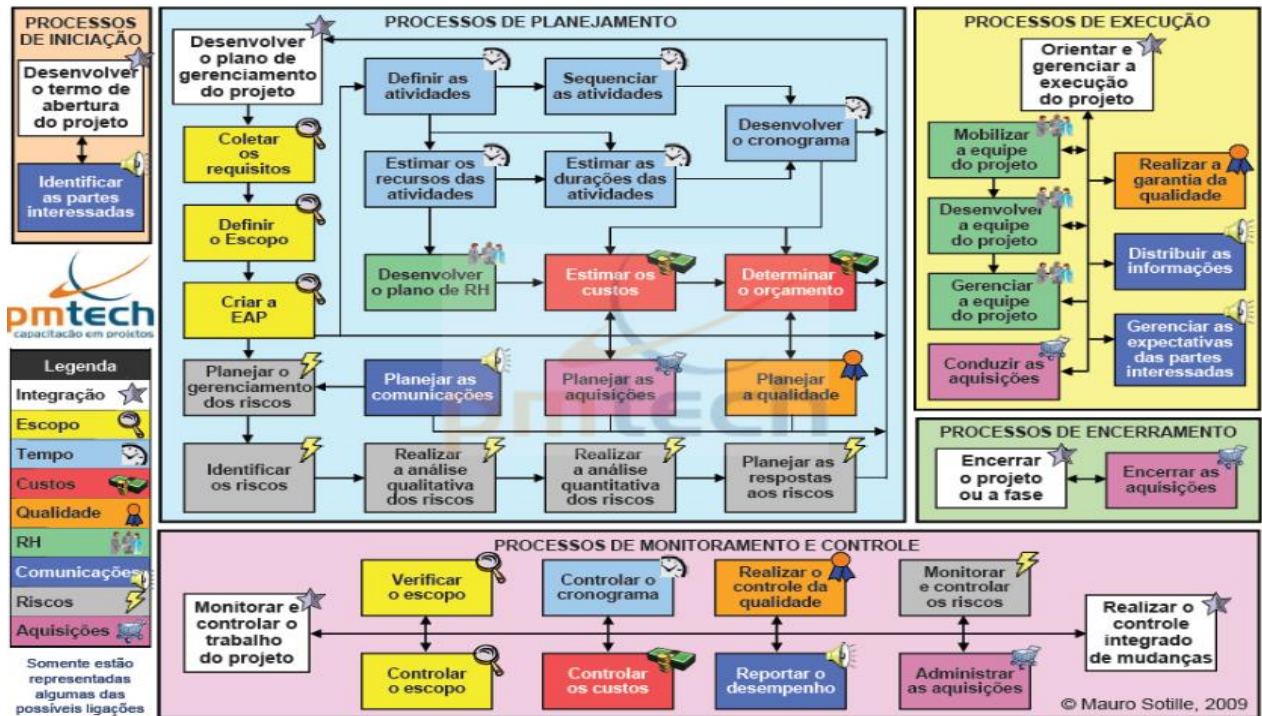 PROCESSOS
DE INICIAÇÃO
Desenvolver
o termo de
abertura
do projeto
Identificar
as partes
interessadas
pmtech
capacitação em projetos
Legenda
Integração
Escopo
Tempo
Custos
Qualidade
RH
Comunicações
Riscos
Aquisições
Somente estão
representadas
algumas das
possíveis ligações
PROCESSOS DE PLANEJAMENTO
Desenvolver
o plano de
gerenciamento
do projeto
Coletar
os
requisitos
Definir
o Escopo
Criar a
EAP
Definir as
atividades
Sequenciar
as atividades
Desenvolver
o cronograma
Estimar os
recursos das
atividades
Estimar as
durações das
atividades
Desenvolver
o plano de RH
Estimar os
custos
Determinar
o orçamento
Planejar o
gerenciamento
dos riscos
Planejar as
comunicações
Planejar as
aquisições
Planejar
a qualidade
Identificar
os riscos
Realizar
a análise
qualitativa
dos riscos
Realizar
a análise
quantitativa
dos riscos
Planejar as
respostas
aos riscos
pmtech
PROCESSOS DE EXECUÇÃO
Orientar e
gerenciar a
execução
do projeto
Mobilizar
a equipe
do projeto
Desenvolver
a equipe
do projeto
Gerenciar
a equipe
do projeto
Conduzir as
aquisições
Realizar a
garantia da
qualidade
Distribuir as
informações
Gerenciar as
expectativas
das partes
interessadas
PROCESSOS DE ENCERRAMENTO
Encerrar
o projeto
ou a fase
Encerrar as
aquisições
PROCESSOS DE MONITORAMENTO E CONTROLE
Monitorar e
controlar o
trabalho
do projeto
Verificar
o escopo
Controlar o
cronograma
Realizar o
controle da
qualidade
Monitorar
e controlar
os riscos
Controlar
o escopo
Controlar
os custos
Reportar o
desempenho
Administrar
as aquisições
Realizar o
controle
integrado
de mudanças
© Mauro Sotille, 2009